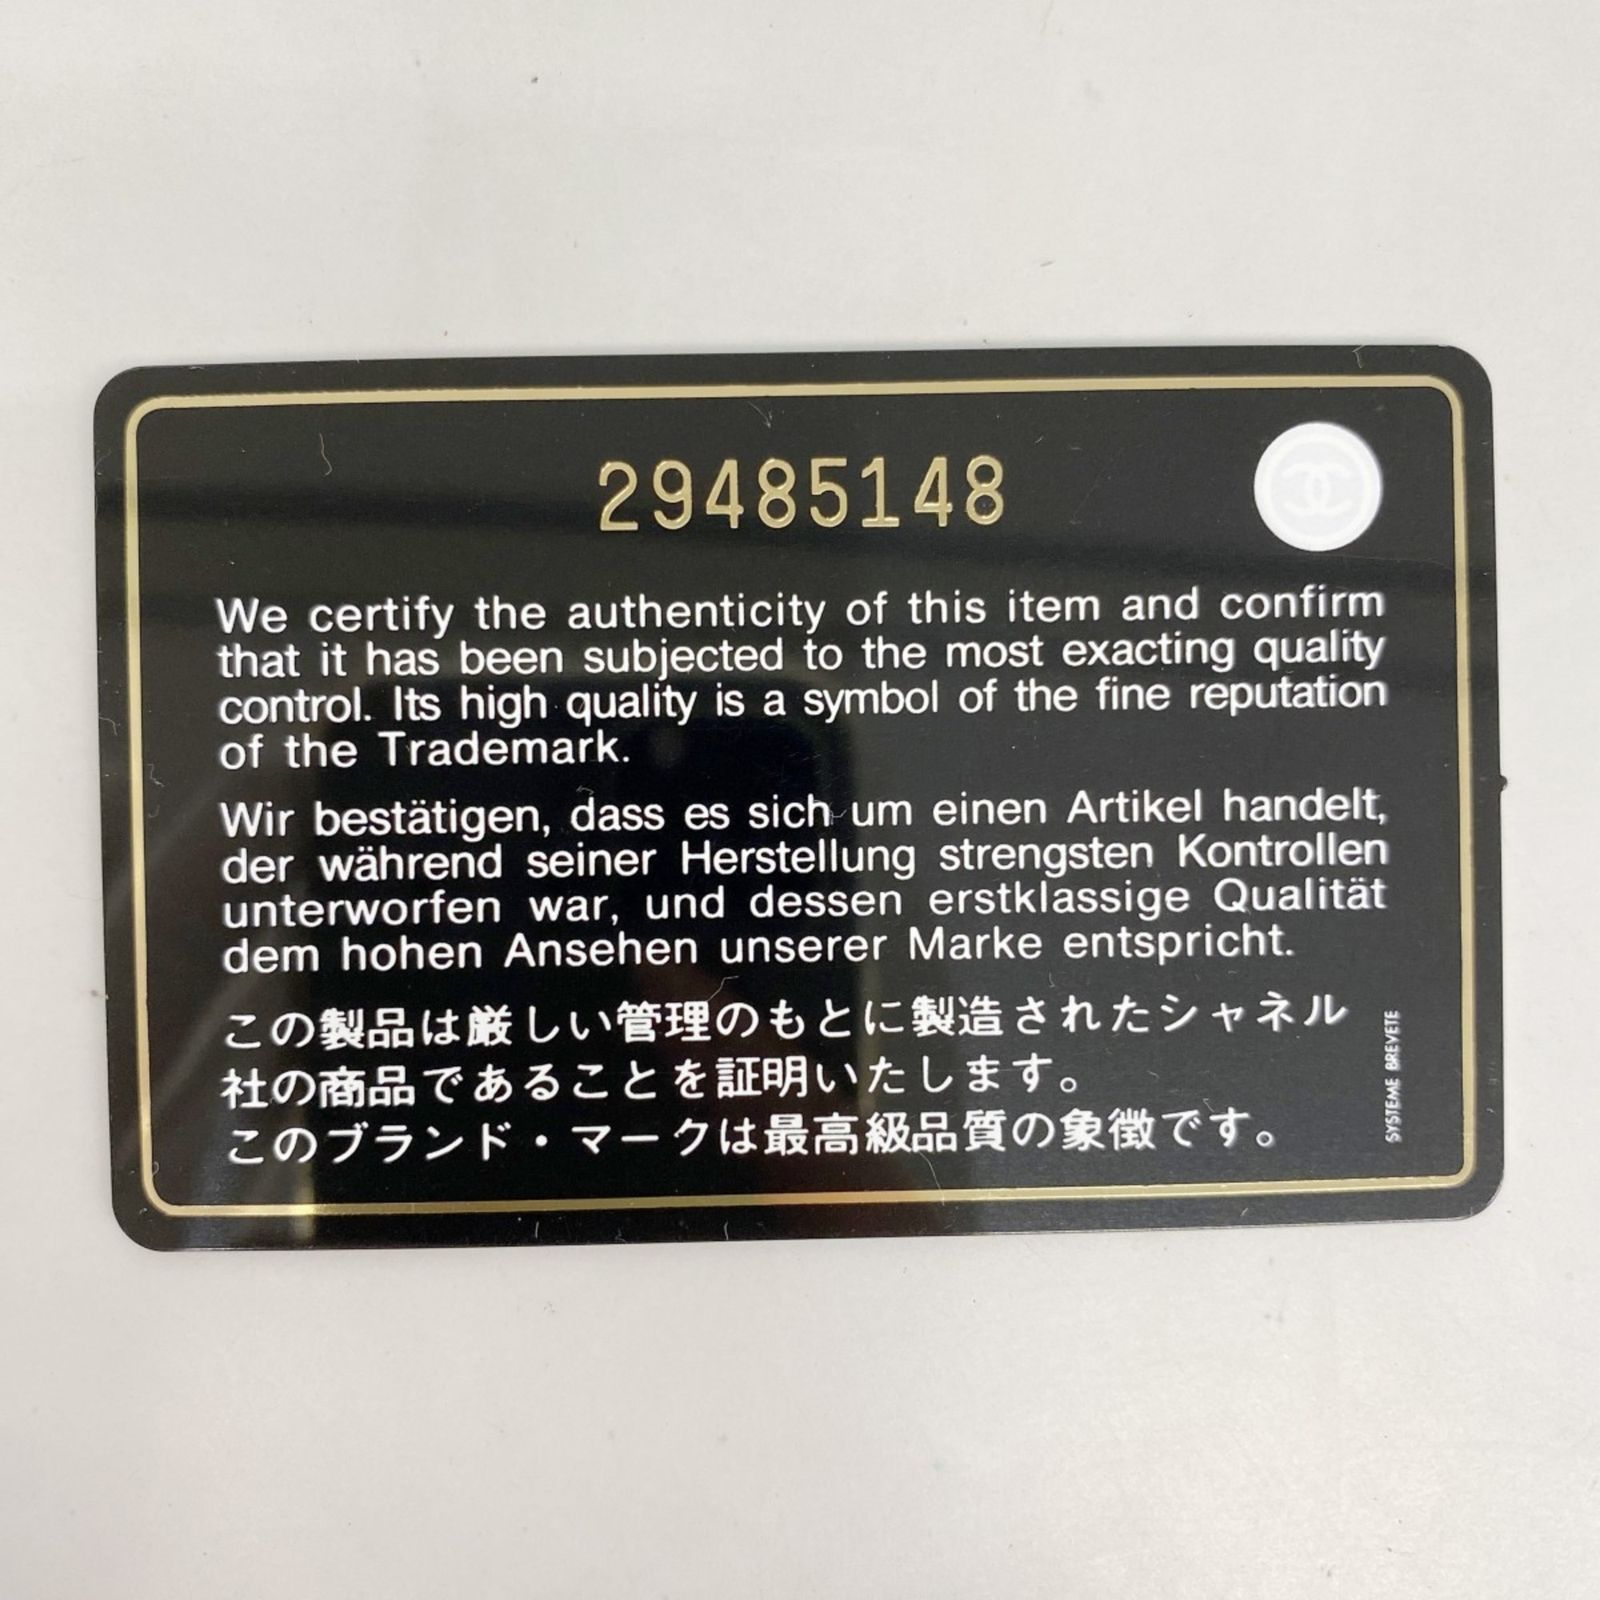 29485148
We certify the authenticity of this item and confirm
that it has been subjected to the most exacting quality
control. Its high quality is a symbol of the fine reputation
of the Trademark.
Wir bestätigen, dass es sich um einen Artikel handelt,
der während seiner Herstellung strengsten Kontrollen
unterworfen war, und dessen erstklassige Qualität
dem hohen Ansehen unserer Marke entspricht.
この製品は厳しい管理のもとに製造されたシャネル
社の商品であることを証明いたします。
このブランド・マークは最高級品質の象徴です。
SYSTEME BREVETE